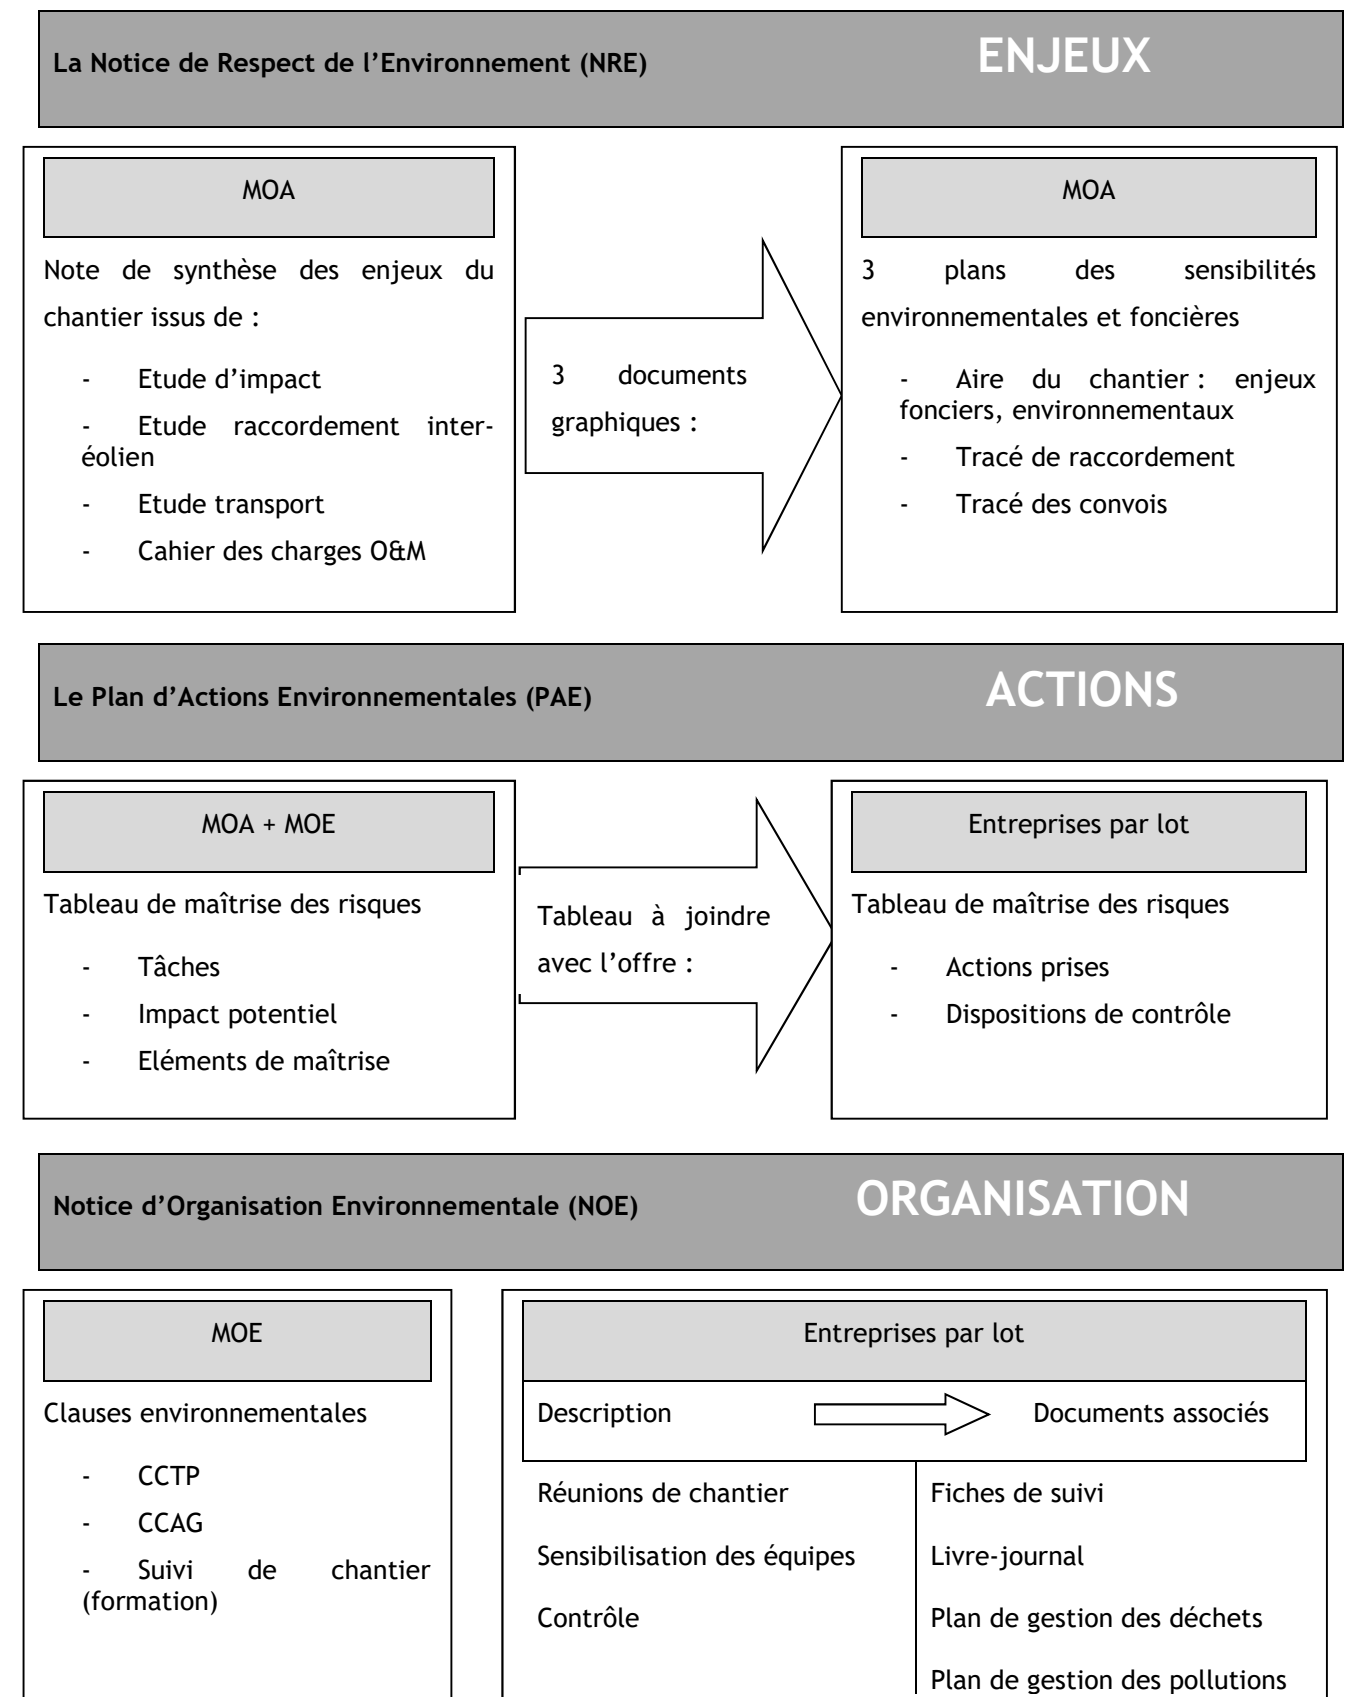 La Notice de Respect de l’Environnement (NRE) ENJEUX
MOA
Note de synthèse des enjeux du
chantier issus de :
- Etude d’impact
- Etude raccordement inter-
éolien
- Etude transport
- Cahier des charges O&M
3 documents
graphiques :
MOA
3 plans des sensibilités
environnementales et foncières
- Aire du chantier : enjeux
fonciers, environnementaux
- Tracé de raccordement
- Tracé des convois
Le Plan d’Actions Environnementales (PAE) ACTIONS
MOA + MOE
Tableau de maîtrise des risques
- Tâches
- Impact potentiel
- Eléments de maîtrise
Tableau à joindre
avec l’offre :
Entreprises par lot
Tableau de maîtrise des risques
- Actions prises
- Dispositions de contrôle
Notice d’Organisation Environnementale (NOE) ORGANISATION
MOE
Clauses environnementales
- CCTP
- CCAG
- Suivi de chantier
(formation)
Entreprises par lot
Description Documents associés
Réunions de chantier
Sensibilisation des équipes
Contrôle
Fiches de suivi
Livre-journal
Plan de gestion des déchets
Plan de gestion des pollutions